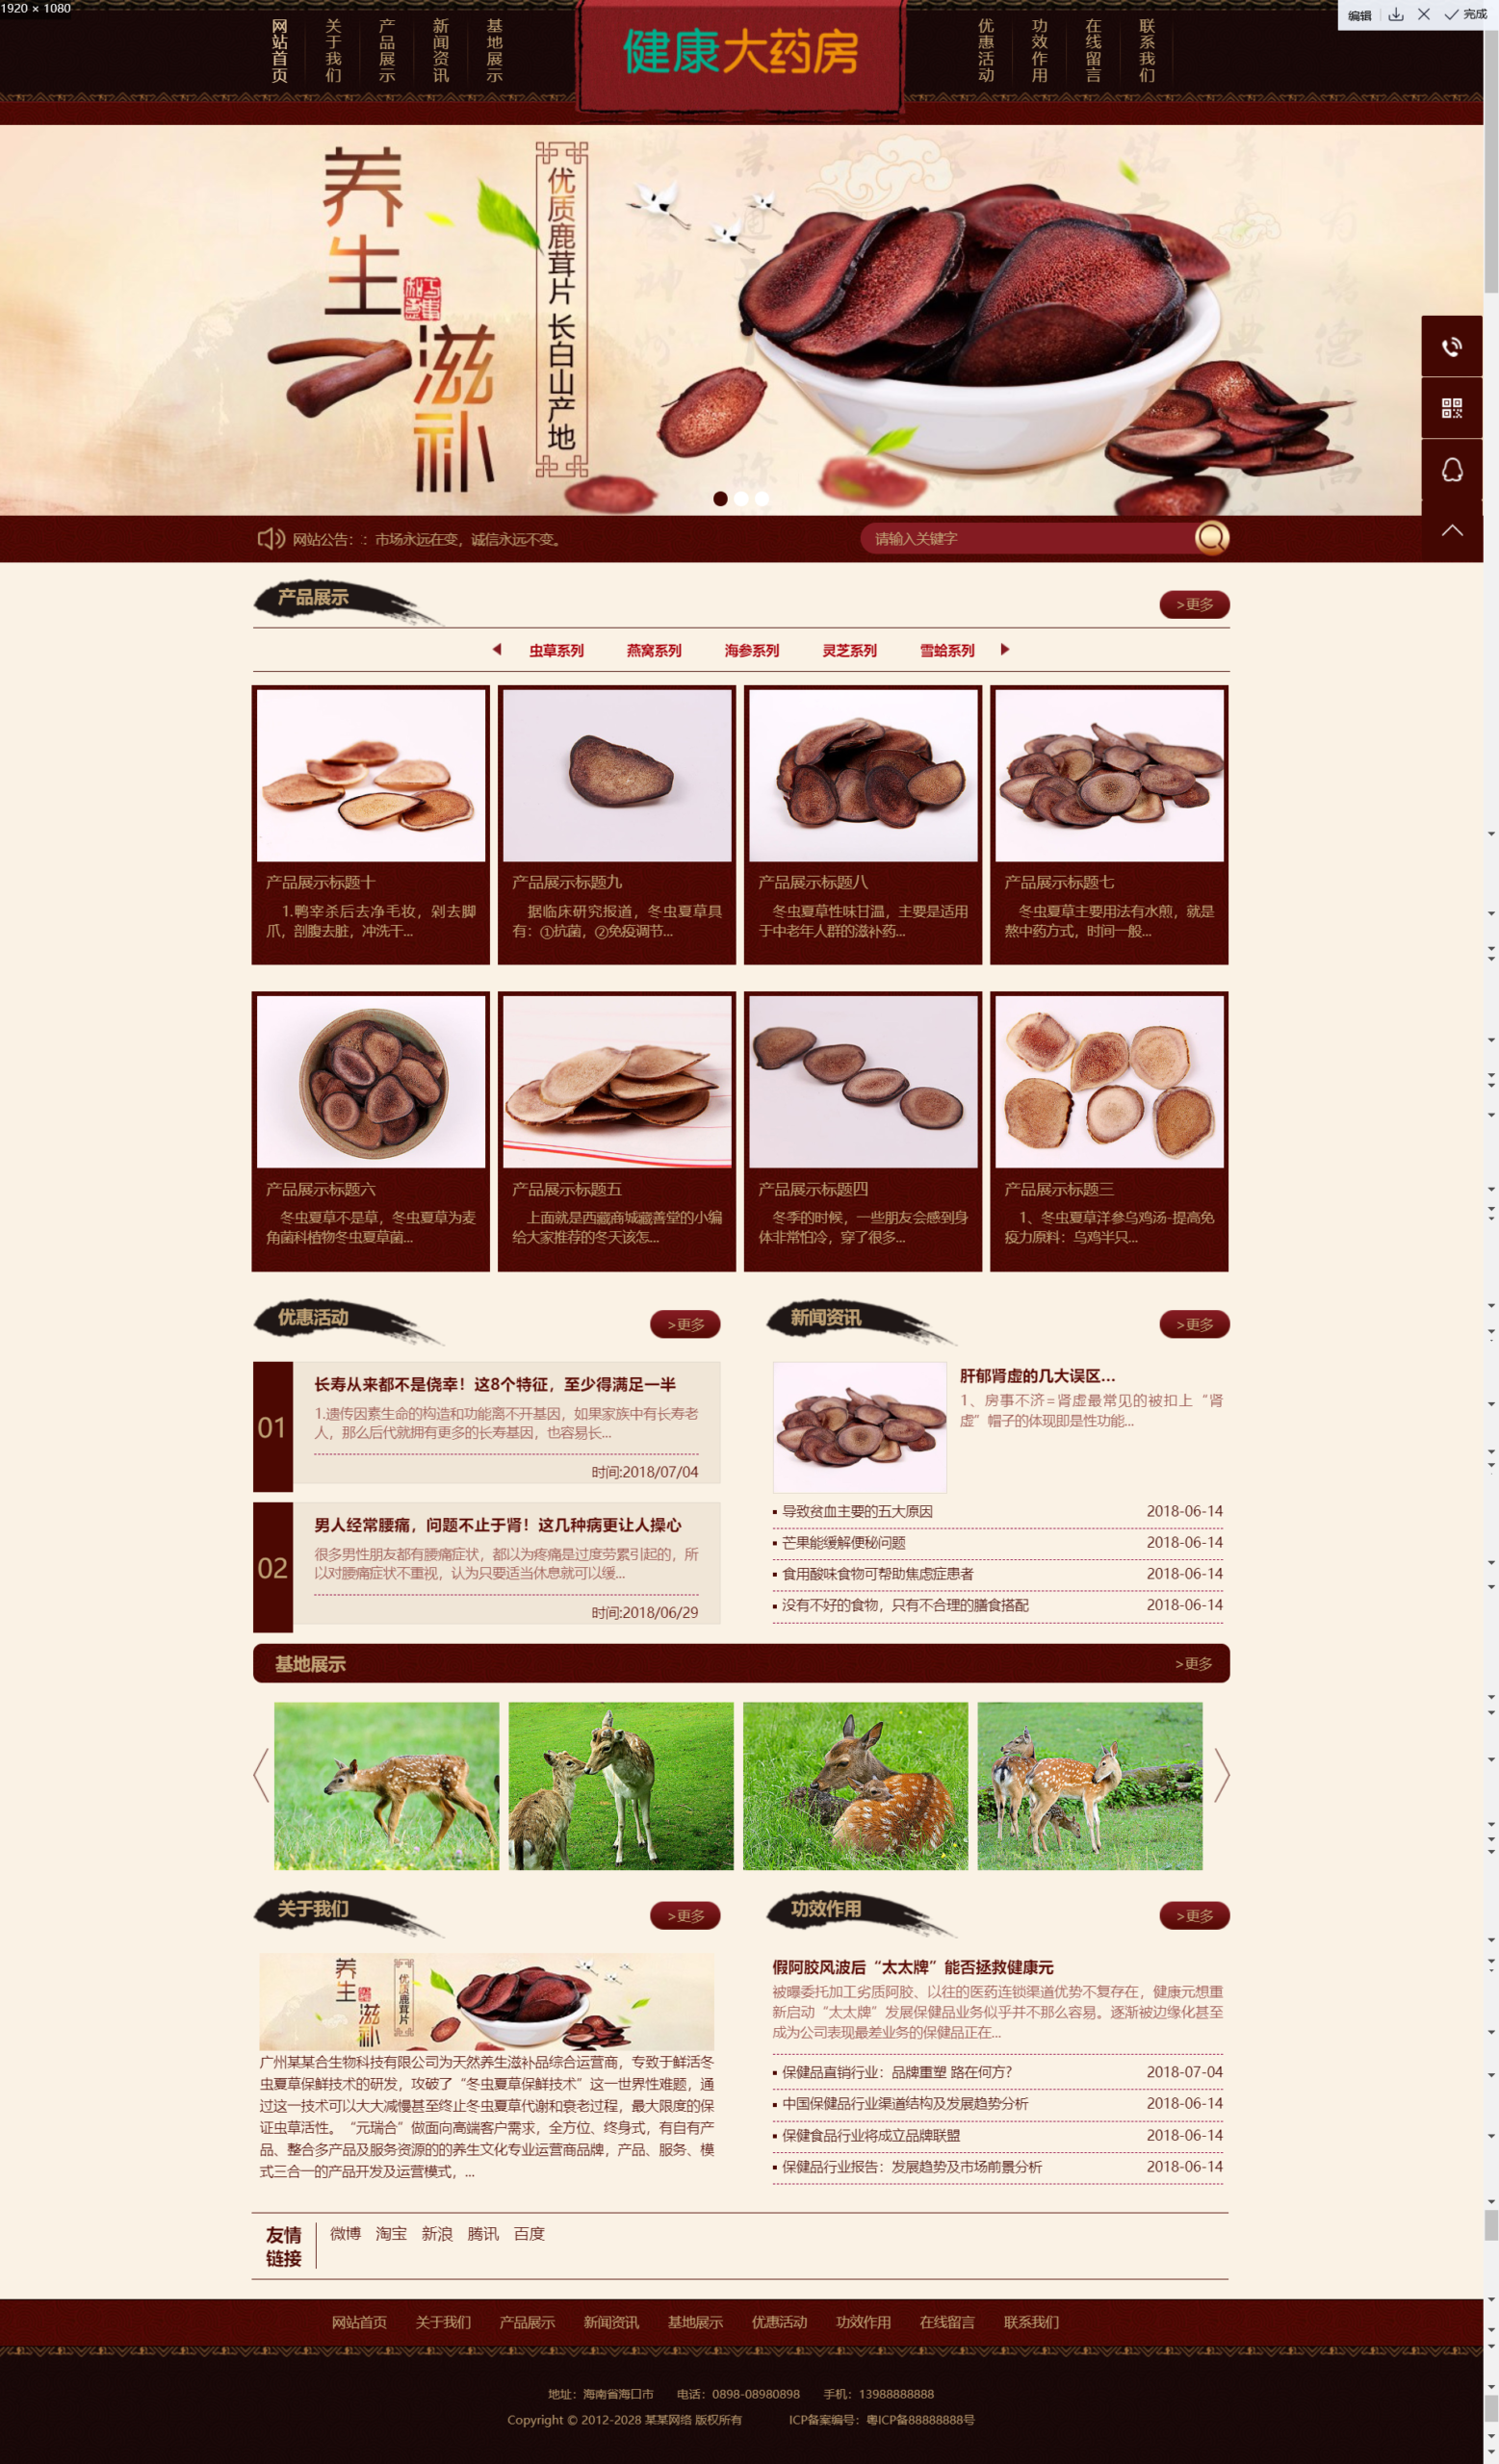 1920 × 1080
编辑 完成
网站首页
关于我们
产品展示
新闻资讯
基地展示
健康大药房
优惠活动
功效作用
在线留言
联系我们
养生滋补
优质鹿茸片 长白山产地
网站公告：：市场永远在变，诚信永远不变。
请输入关键字
产品展示
>更多
虫草系列 燕窝系列 海参系列 灵芝系列 雪蛤系列
产品展示标题十
1.鸭宰杀后去净毛妆，剁去脚
爪，剖腹去脏，冲洗干...
产品展示标题九
据临床研究报道，冬虫夏草具
有：①抗菌，②免疫调节...
产品展示标题八
冬虫夏草性味甘温，主要是适用
于中老年人群的滋补药...
产品展示标题七
冬虫夏草主要用法有水煎，就是
熬中药方式，时间一般...
产品展示标题六
冬虫夏草不是草，冬虫夏草为麦
角菌科植物冬虫夏草菌...
产品展示标题五
上面就是西藏商城藏善堂的小编
给大家推荐的冬天该怎...
产品展示标题四
冬季的时候，一些朋友会感到身
体非常怕冷，穿了很多...
产品展示标题三
1、冬虫夏草洋参乌鸡汤-提高免
疫力原料：乌鸡半只...
优惠活动
>更多
01
长寿从来都不是侥幸！这8个特征，至少得满足一半
1.遗传因素生命的构造和功能离不开基因，如果家族中有长寿老
人，那么后代就拥有更多的长寿基因，也容易长...
时间:2018/07/04
02
男人经常腰痛，问题不止于肾！这几种病更让人操心
很多男性朋友都有腰痛症状，都以为疼痛是过度劳累引起的，所
以对腰痛症状不重视，认为只要适当休息就可以缓...
时间:2018/06/29
新闻资讯
>更多
肝郁肾虚的几大误区...
1、房事不济=肾虚最常见的被扣上“肾
虚”帽子的体现即是性功能...
导致贫血主要的五大原因 2018-06-14
芒果能缓解便秘问题 2018-06-14
食用酸味食物可帮助焦虑症患者 2018-06-14
没有不好的食物，只有不合理的膳食搭配 2018-06-14
基地展示 >更多
关于我们
>更多
养生滋补
优质鹿茸片
广州某某合生物科技有限公司为天然养生滋补品综合运营商，专致于鲜活冬
虫夏草保鲜技术的研发，攻破了“冬虫夏草保鲜技术”这一世界性难题，通
过这一技术可以大大减慢甚至终止冬虫夏草代谢和衰老过程，最大限度的保
证虫草活性。“元瑞合”做面向高端客户需求，全方位、终身式，有自有产
品、整合多产品及服务资源的的养生文化专业运营商品牌，产品、服务、模
式三合一的产品开发及运营模式，...
功效作用
>更多
假阿胶风波后“太太牌”能否拯救健康元
被曝委托加工劣质阿胶、以往的医药连锁渠道优势不复存在，健康元想重
新启动“太太牌”发展保健品业务似乎并不那么容易。逐渐被边缘化甚至
成为公司表现最差业务的保健品正在...
保健品直销行业：品牌重塑 路在何方？ 2018-07-04
中国保健品行业渠道结构及发展趋势分析 2018-06-14
保健食品行业将成立品牌联盟 2018-06-14
保健品行业报告：发展趋势及市场前景分析 2018-06-14
友情
链接
微博 淘宝 新浪 腾讯 百度
网站首页 关于我们 产品展示 新闻资讯 基地展示 优惠活动 功效作用 在线留言 联系我们
地址：海南省海口市 电话：0898-08980898 手机：13988888888
Copyright © 2012-2028 某某网络 版权所有 ICP备案编号：粤ICP备88888888号